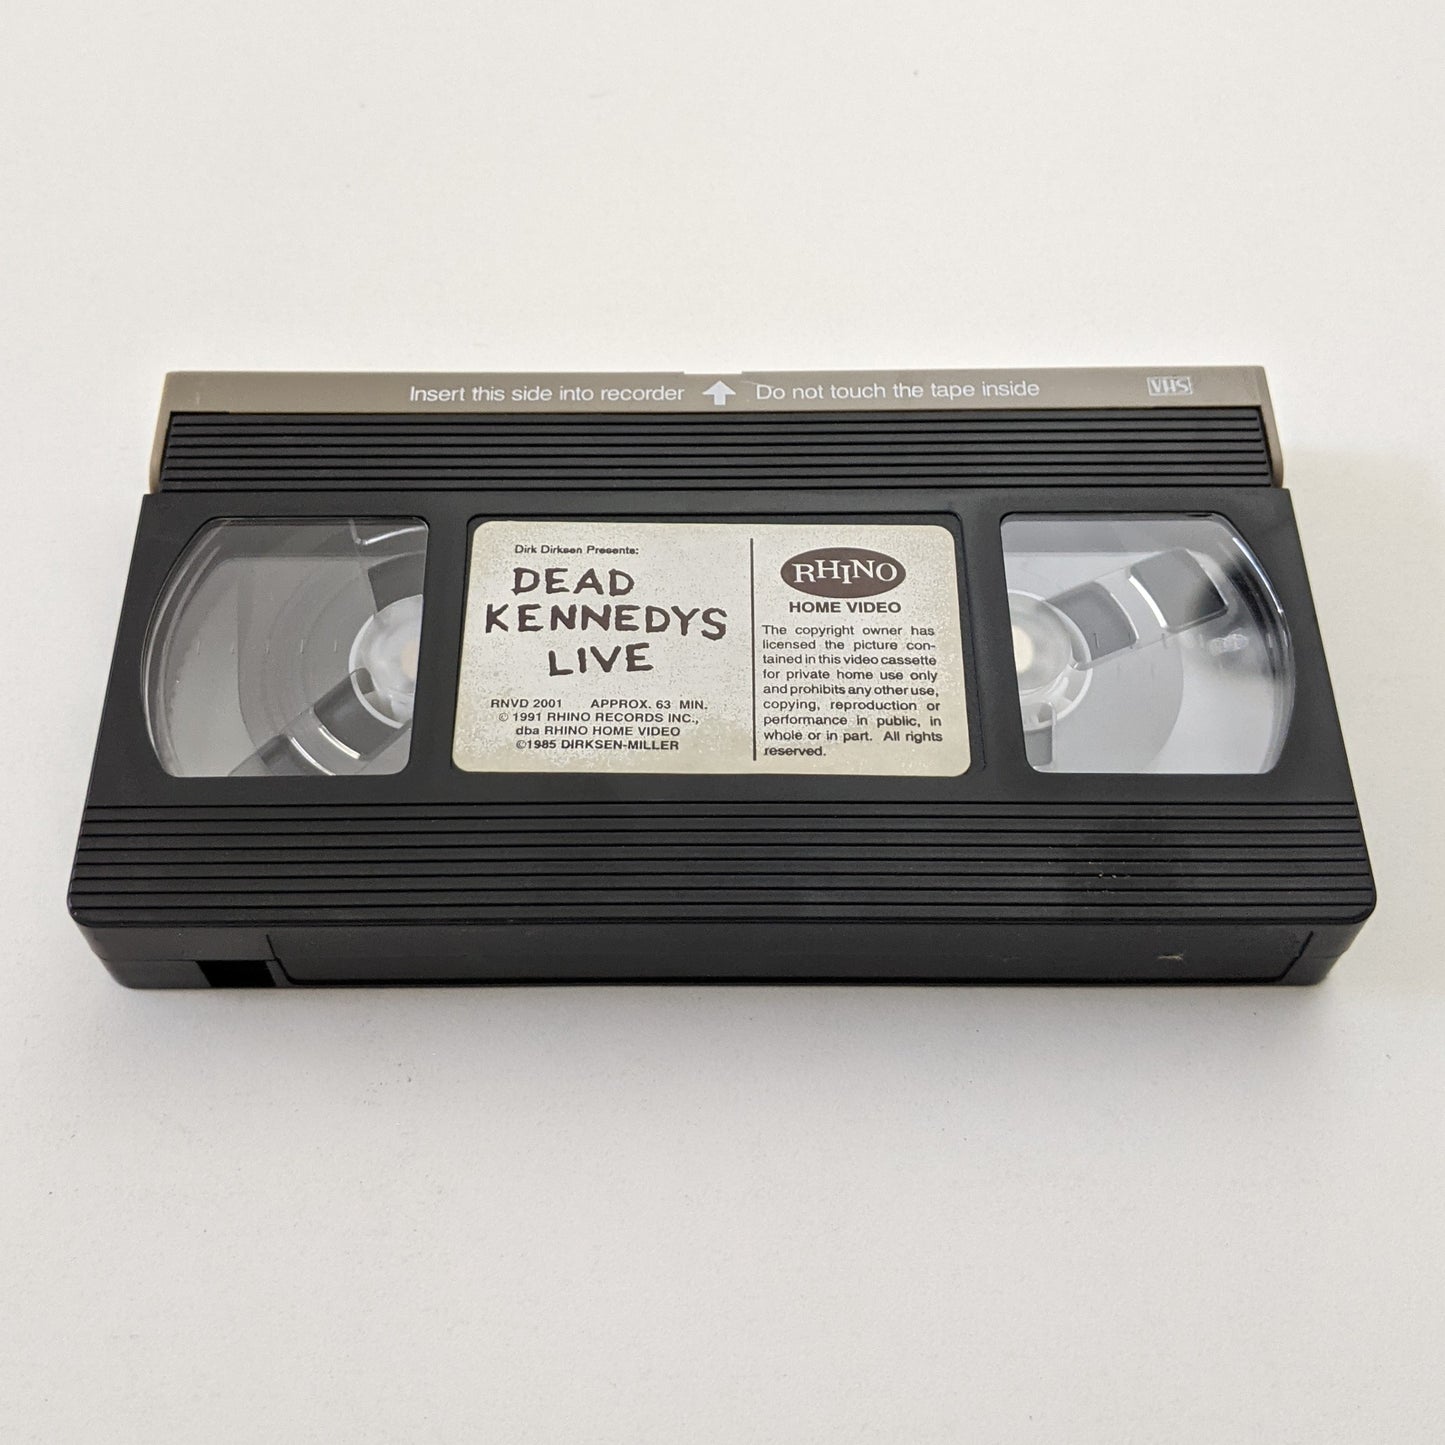 Insert this side into recorder Do not touch the tape inside VHS
Dirk Dirksen Presents:
DEAD
KENNEDYS
LIVE
RNVD 2001 APPROX. 63 MIN.
© 1991 RHINO RECORDS INC.,
dba RHINO HOME VIDEO
©1985 DIRKSEN-MILLER
RHINO
HOME VIDEO
The copyright owner has
licensed the picture con-
tained in this video cassette
for private home use only
and prohibits any other use,
copying, reproduction or
performance in public, in
whole or in part. All rights
reserved.